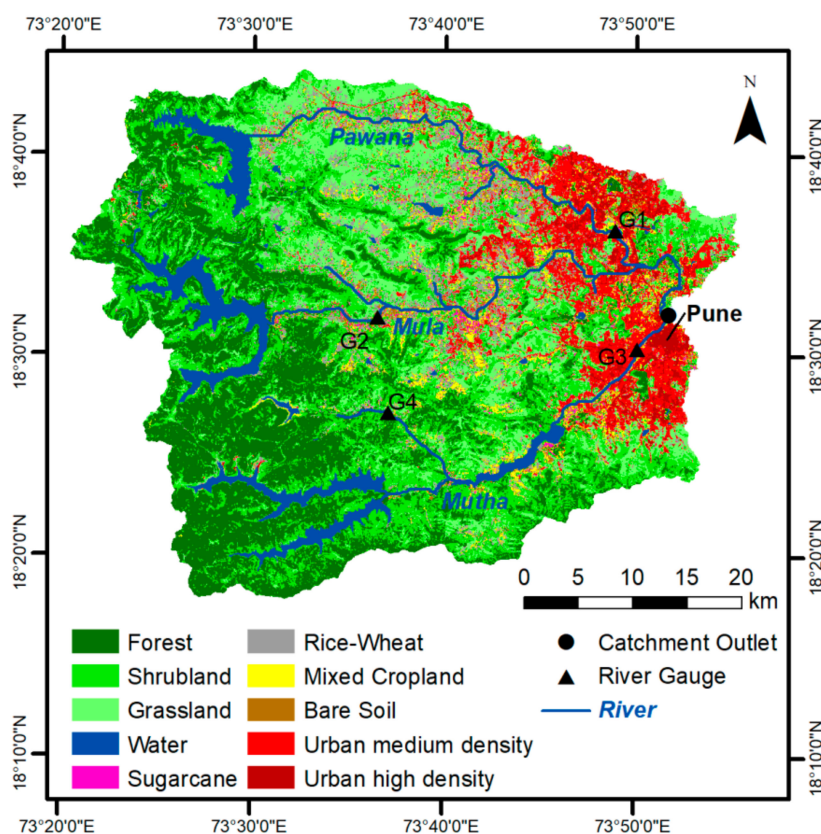 73°20'0"E 73°30'0"E 73°40'0"E 73°50'0"E
N
Pawana
18°40'0"N
18°40'0"N
G1
Pune
G2
Mula
G3
18°30'0"N
18°30'0"N
G4
Mutha
18°20'0"N
18°20'0"N
0 5 10 15 20
km
Forest
Shrubland
Grassland
Water
Sugarcane
Rice-Wheat
Mixed Cropland
Bare Soil
Urban medium density
Urban high density
Catchment Outlet
River Gauge
River
18°10'0"N
18°10'0"N
73°20'0"E 73°30'0"E 73°40'0"E 73°50'0"E